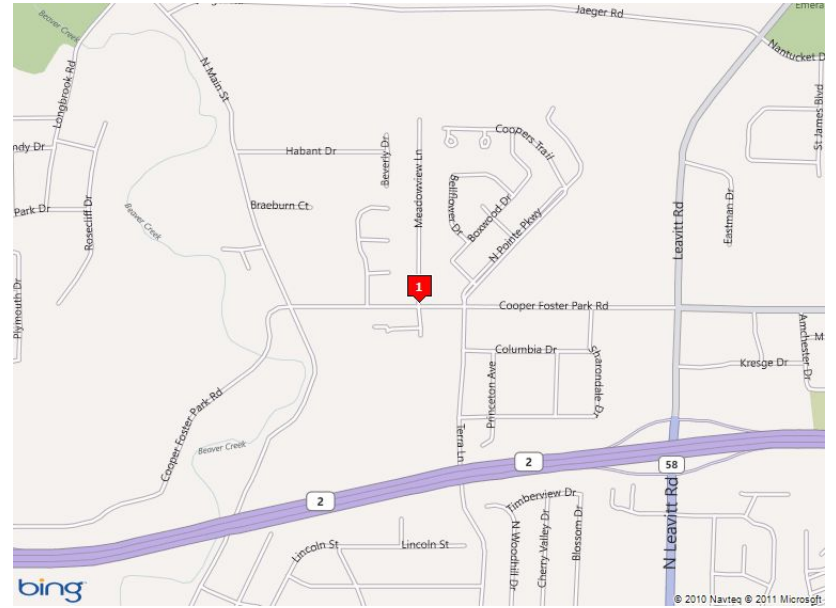 Beaver Creek
Longbrook Rd
N Main St
Jaeger Rd
Emera
Nantucket D
St James Blvd
ndy Dr
Habant Dr
Beverly Dr
Meadowview Ln
Coopers Trail
Bellflower Dr
Boxwood Dr
N Pointe Pkwy
Leavitt Rd
Eastman Dr
Park Dr
Rosecliff Dr
Beaver Creek
Braeburn Ct
Plymouth Dr
1
Cooper Foster Park Rd
Columbia Dr
Sharondale Dr
Princeton Ave
Amchester Dr
M
Kresge Dr
Cooper Foster Park Rd
Beaver Creek
Terra Ln
2
2
58
N Leavitt Rd
Timberview Dr
N Woodhill Dr
Cherry Valley Dr
Blossom Dr
Lincoln St
Lincoln St
bing
© 2010 Navteq © 2011 Microsoft